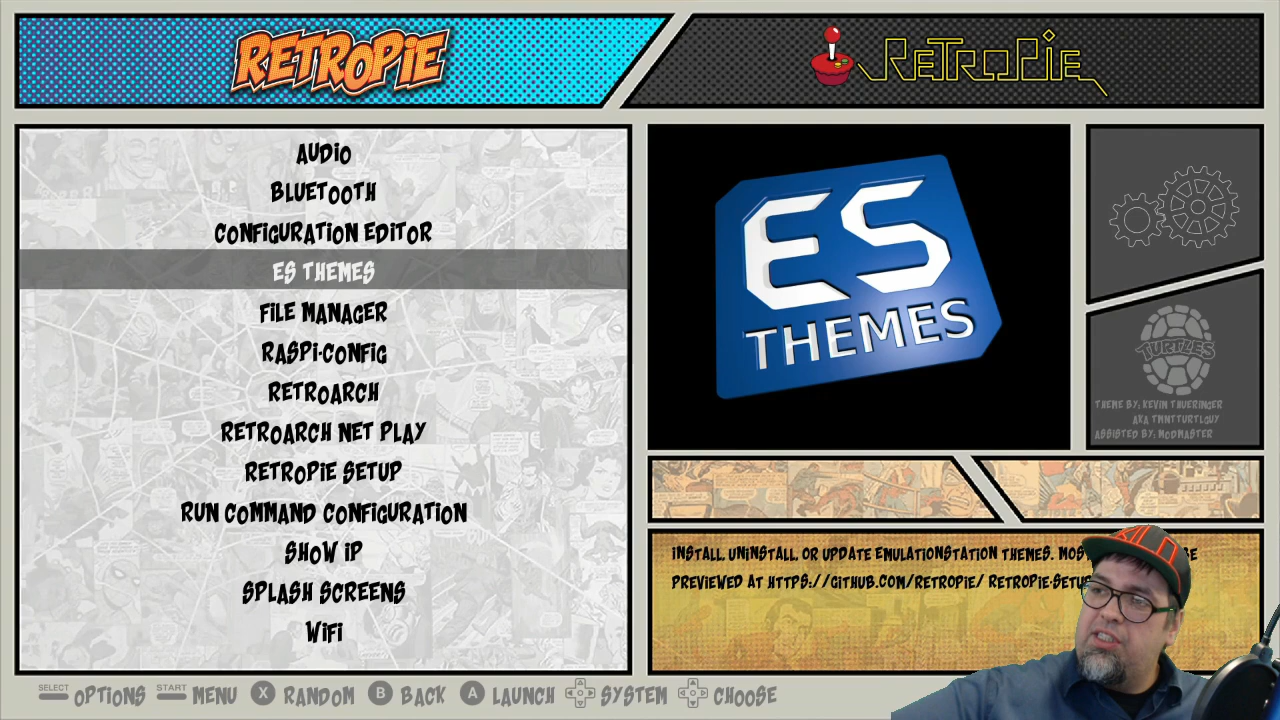 RETROPiE
RETROPIE
AUDiO
BLUETOOTH
CONFIGURATION EDITOR
ES THEMES
FILE MANAGER
RASPI-CONFIG
RETROARCH
RETROARCH NET PLAY
RETROPIE SETUP
RUN COMMAND CONFIGURATION
SHOW iP
SPLASH SCREENS
WiFi
ES
THEMES
TURTLES
THEME BY: KEVIN THUERINGER
AKA TMNTTURTLGUY
ASSISTED BY: MCDMASTER
INSTALL, UNINSTALL, OR UPDATE EMULATIONSTATION THEMES. MOST
PREVIEWED AT HTTPS://GITHUB.COM/RETROPIE/ RETROPIE-SETUP
SELECT OPTIONS START MENU X RANDOM B BACK A LAUNCH SYSTEM CHOOSE